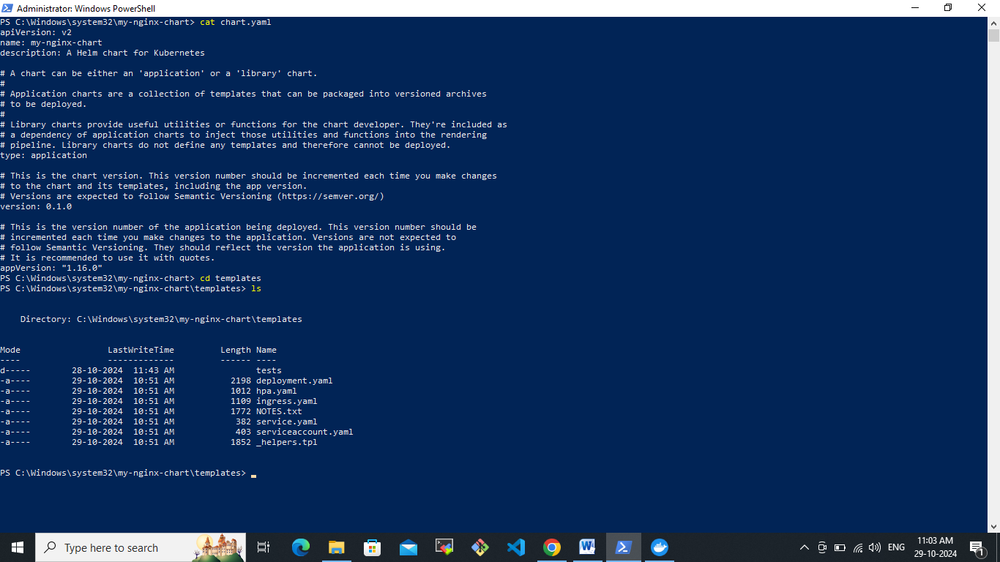 Administrator: Windows PowerShell
PS C:\Windows\system32\my-nginx-chart> cat chart.yaml
apiVersion: v2
name: my-nginx-chart
description: A Helm chart for Kubernetes
# A chart can be either an 'application' or a 'library' chart.
#
# Application charts are a collection of templates that can be packaged into versioned archives
# to be deployed.
#
# Library charts provide useful utilities or functions for the chart developer. They're included as
# a dependency of application charts to inject those utilities and functions into the rendering
# pipeline. Library charts do not define any templates and therefore cannot be deployed.
type: application
# This is the chart version. This version number should be incremented each time you make changes
# to the chart and its templates, including the app version.
# Versions are expected to follow Semantic Versioning (https://semver.org/)
version: 0.1.0
# This is the version number of the application being deployed. This version number should be
# incremented each time you make changes to the application. Versions are not expected to
# follow Semantic Versioning. They should reflect the version the application is using.
# It is recommended to use it with quotes.
appVersion: "1.16.0"
PS C:\Windows\system32\my-nginx-chart> cd templates
PS C:\Windows\system32\my-nginx-chart\templates> ls
Directory: C:\Windows\system32\my-nginx-chart\templates
Mode LastWriteTime Length Name
---- ------------- ------ ----
d----- 28-10-2024 11:43 AM tests
-a---- 29-10-2024 10:51 AM 2198 deployment.yaml
-a---- 29-10-2024 10:51 AM 1012 hpa.yaml
-a---- 29-10-2024 10:51 AM 1109 ingress.yaml
-a---- 29-10-2024 10:51 AM 1772 NOTES.txt
-a---- 29-10-2024 10:51 AM 382 service.yaml
-a---- 29-10-2024 10:51 AM 403 serviceaccount.yaml
-a---- 29-10-2024 10:51 AM 1852 _helpers.tpl
PS C:\Windows\system32\my-nginx-chart\templates>
Type here to search
ENG
11:03 AM
29-10-2024
1